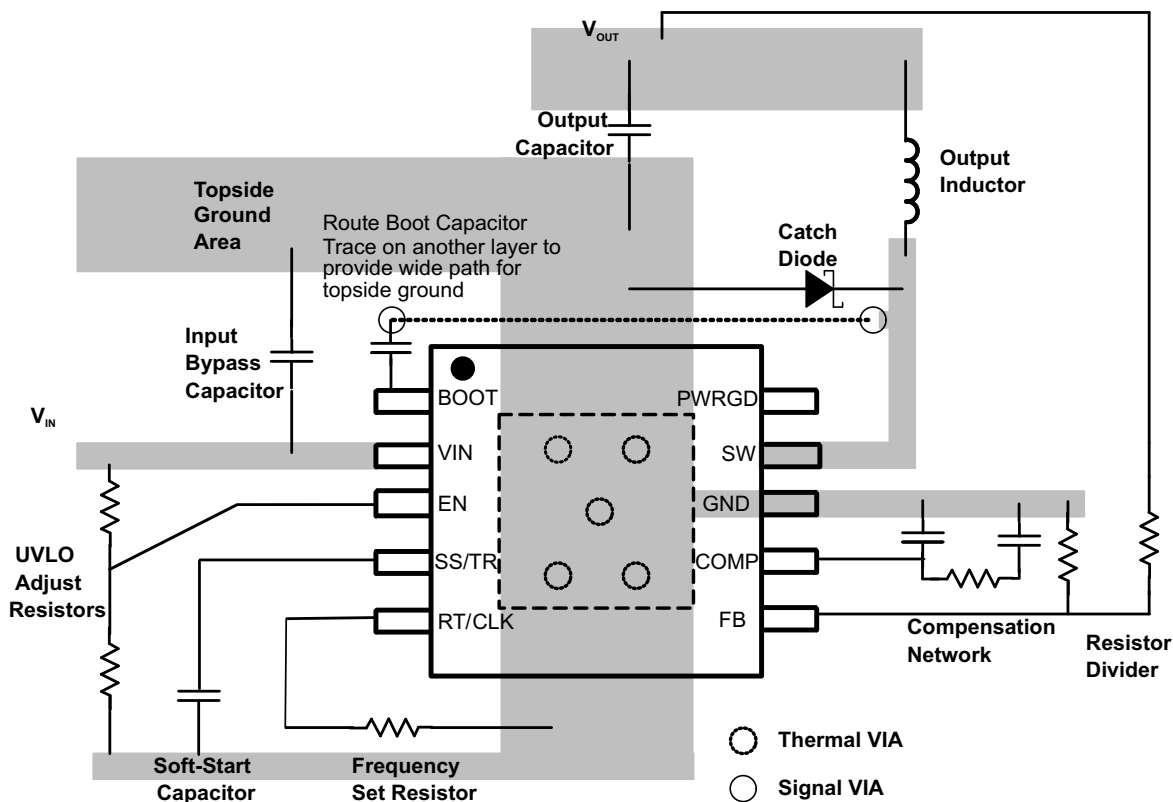 VOUT
Output
Capacitor
Output
Inductor
Topside
Ground
Area
Route Boot Capacitor
Trace on another layer to
provide wide path for
topside ground
Catch
Diode
Input
Bypass
Capacitor
VIN
BOOT
VIN
EN
SS/TR
RT/CLK
PWRGD
SW
GND
COMP
FB
UVLO
Adjust
Resistors
Compensation
Network
Resistor
Divider
Soft-Start
Capacitor
Frequency
Set Resistor
Thermal VIA
Signal VIA